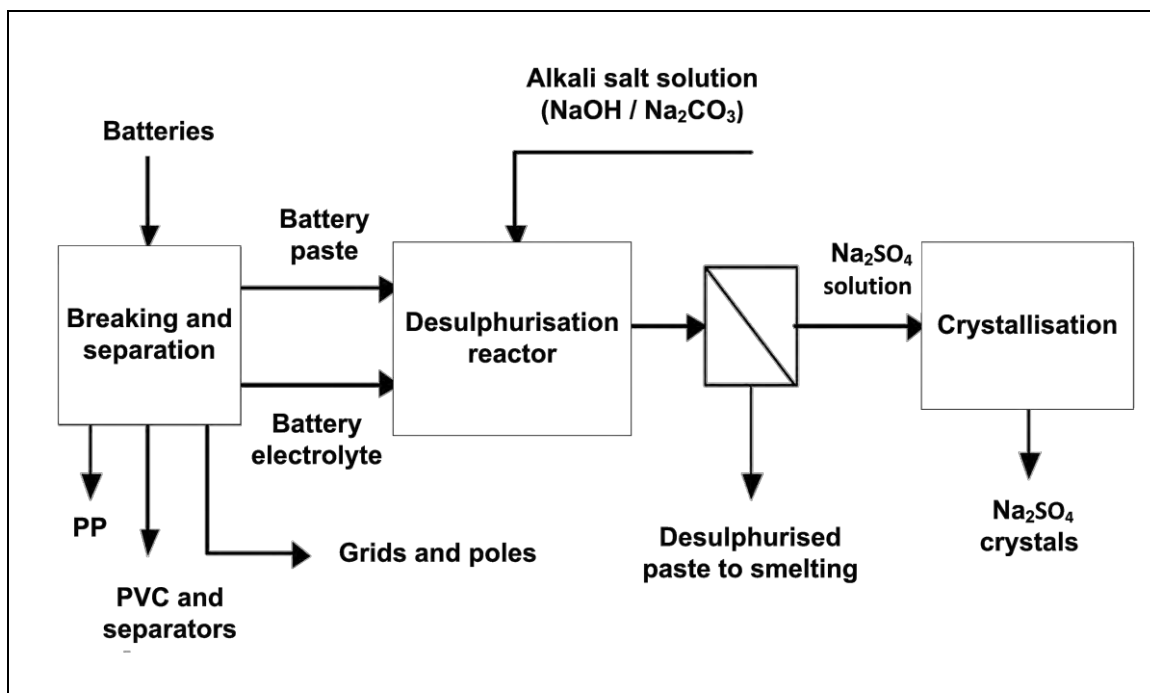 Alkali salt solution
(NaOH / Na₂CO₃)
Batteries
Battery
paste
Breaking and
separation
Desulphurisation
reactor
Na₂SO₄
solution
Crystallisation
Battery
electrolyte
PP
Grids and poles
PVC and
separators
Desulphurised
paste to smelting
Na₂SO₄
crystals